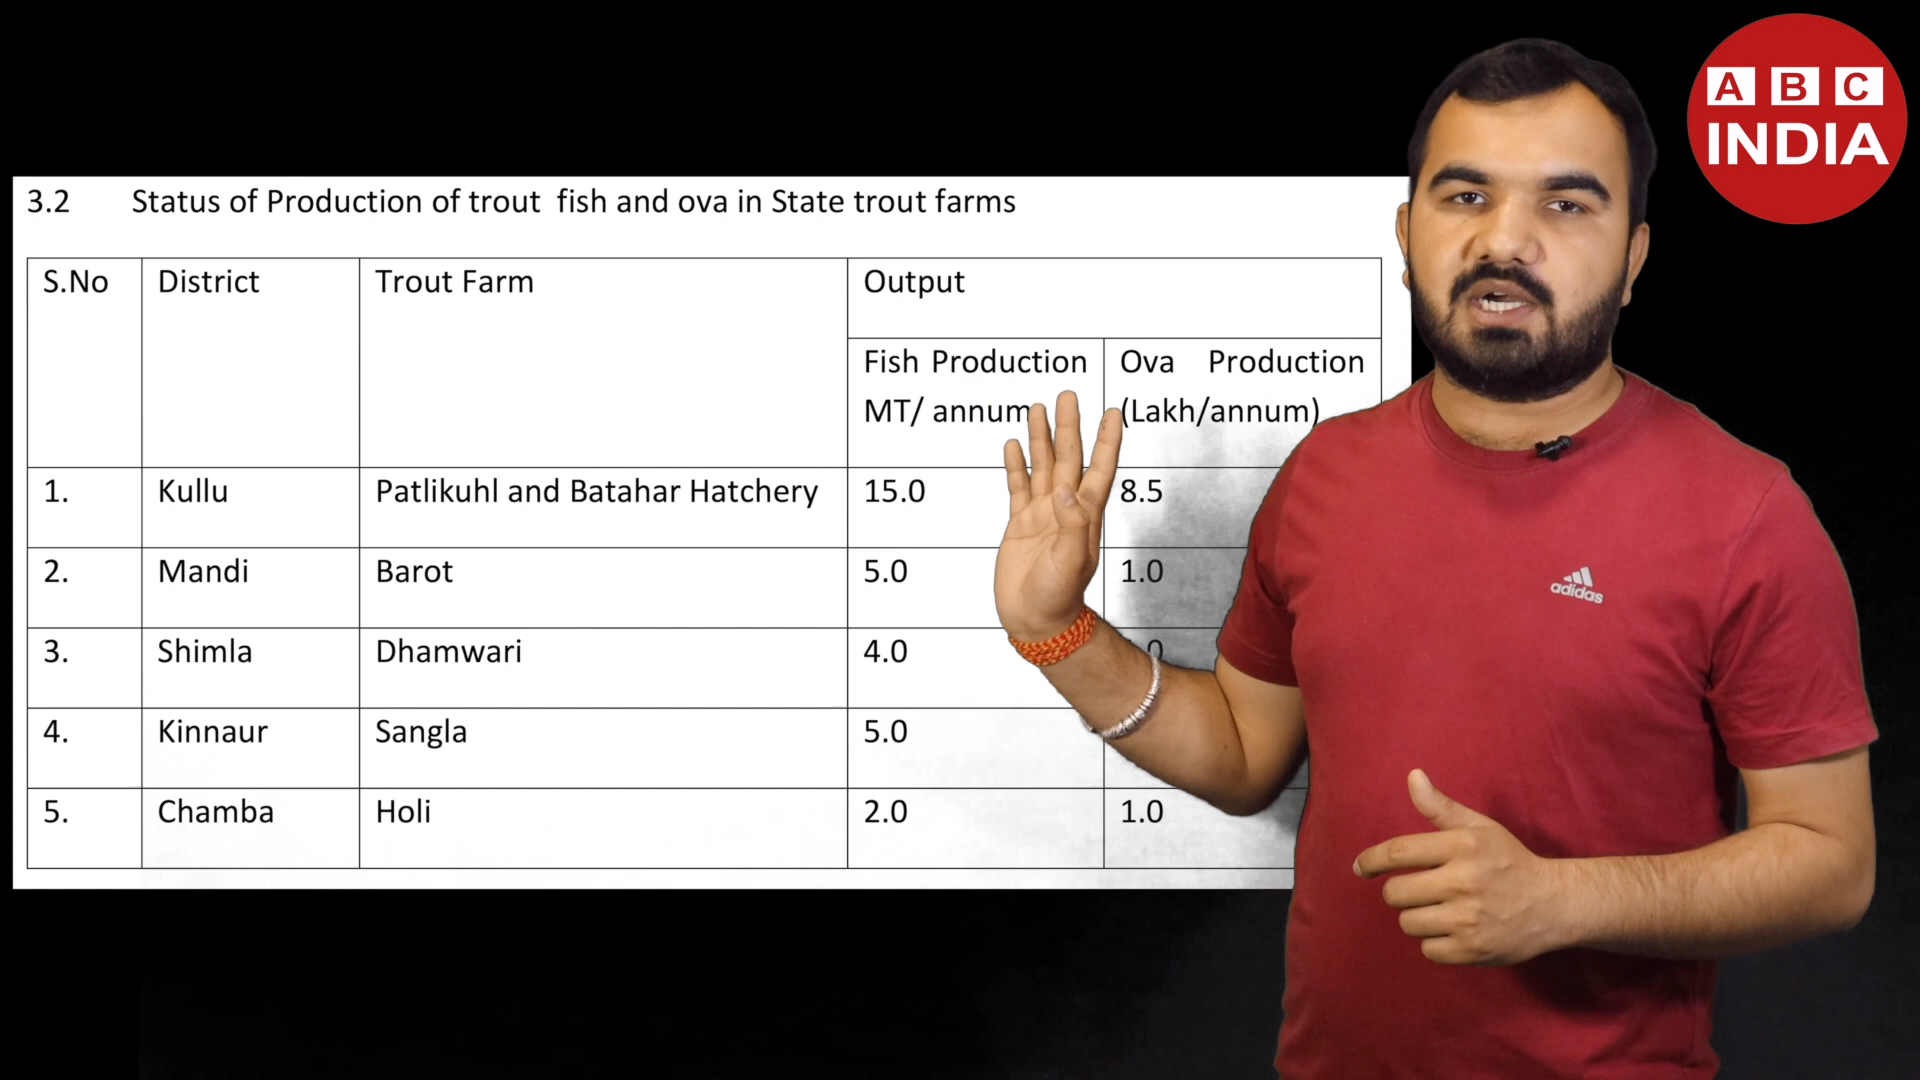 3.2 Status of Production of trout fish and ova in State trout farms
S.No District Trout Farm Output
Fish Production Ova Production
MT/ annum (Lakh/annum)
1. Kullu Patlikuhl and Batahar Hatchery 15.0 8.5
2. Mandi Barot 5.0 1.0
3. Shimla Dhamwari 4.0
4. Kinnaur Sangla 5.0
5. Chamba Holi 2.0 1.0
A B C
INDIA
adidas